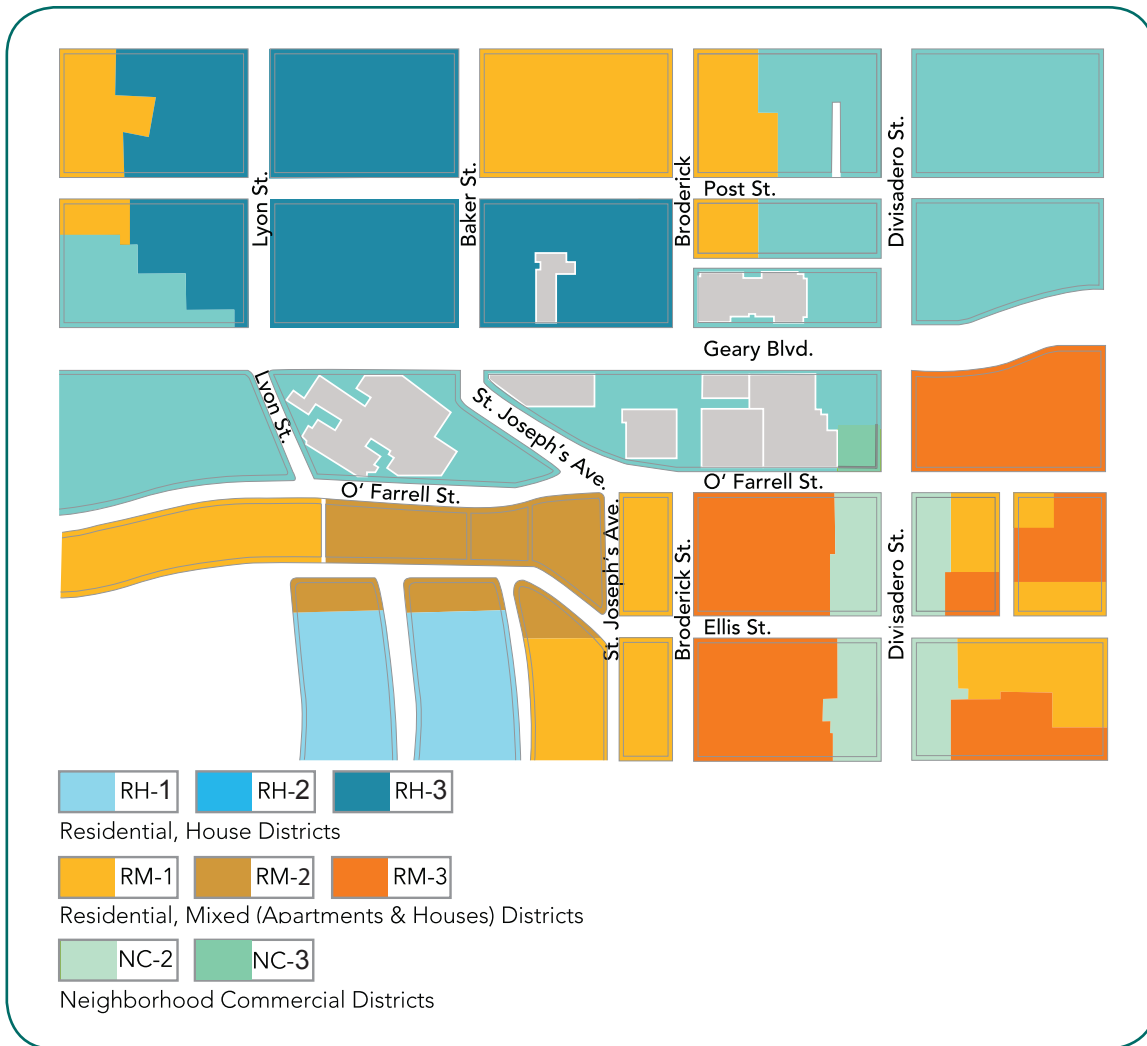 Lyon St.
Baker St.
Broderick
Post St.
Divisadero St.
Geary Blvd.
Lyon St.
St. Joseph's Ave.
O' Farrell St.
O' Farrell St.
St. Joseph's Ave.
Broderick St.
Ellis St.
Divisadero St.
RH-1
RH-2
RH-3
Residential, House Districts
RM-1
RM-2
RM-3
Residential, Mixed (Apartments & Houses) Districts
NC-2
NC-3
Neighborhood Commercial Districts